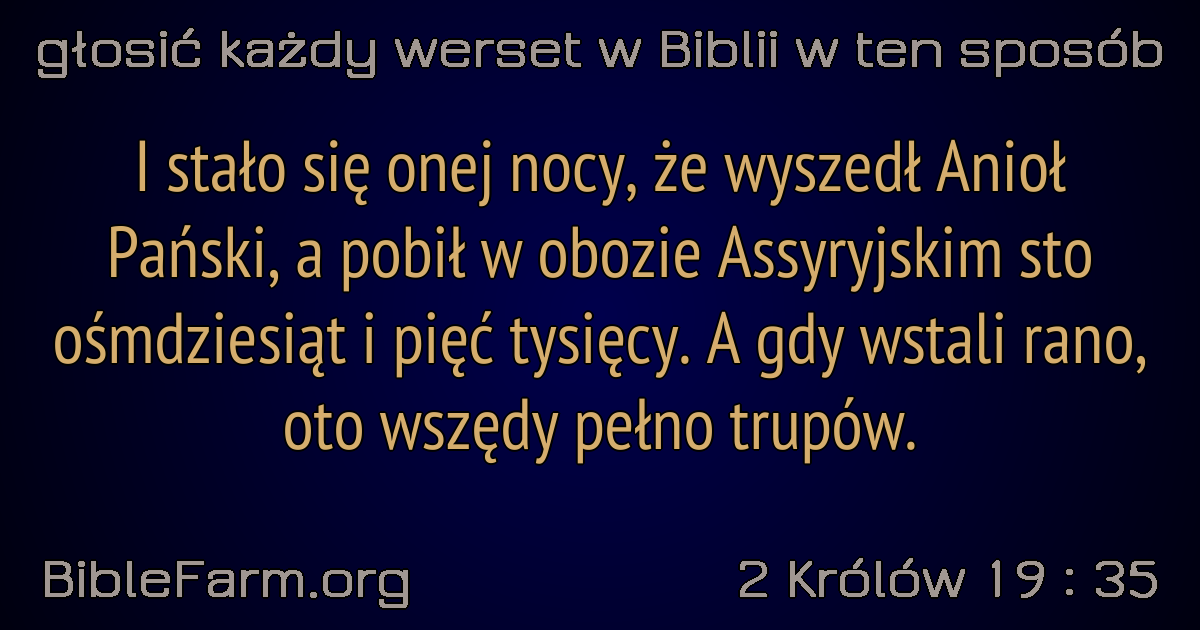 głosić każdy werset w Biblii w ten sposób
I stało się onej nocy, że wyszedł Anioł
Pański, a pobił w obozie Assyryjskim sto
ośmdziesiąt i pięć tysięcy. A gdy wstali rano,
oto wszędy pełno trupów.
BibleFarm.org
2 Królów 19 : 35